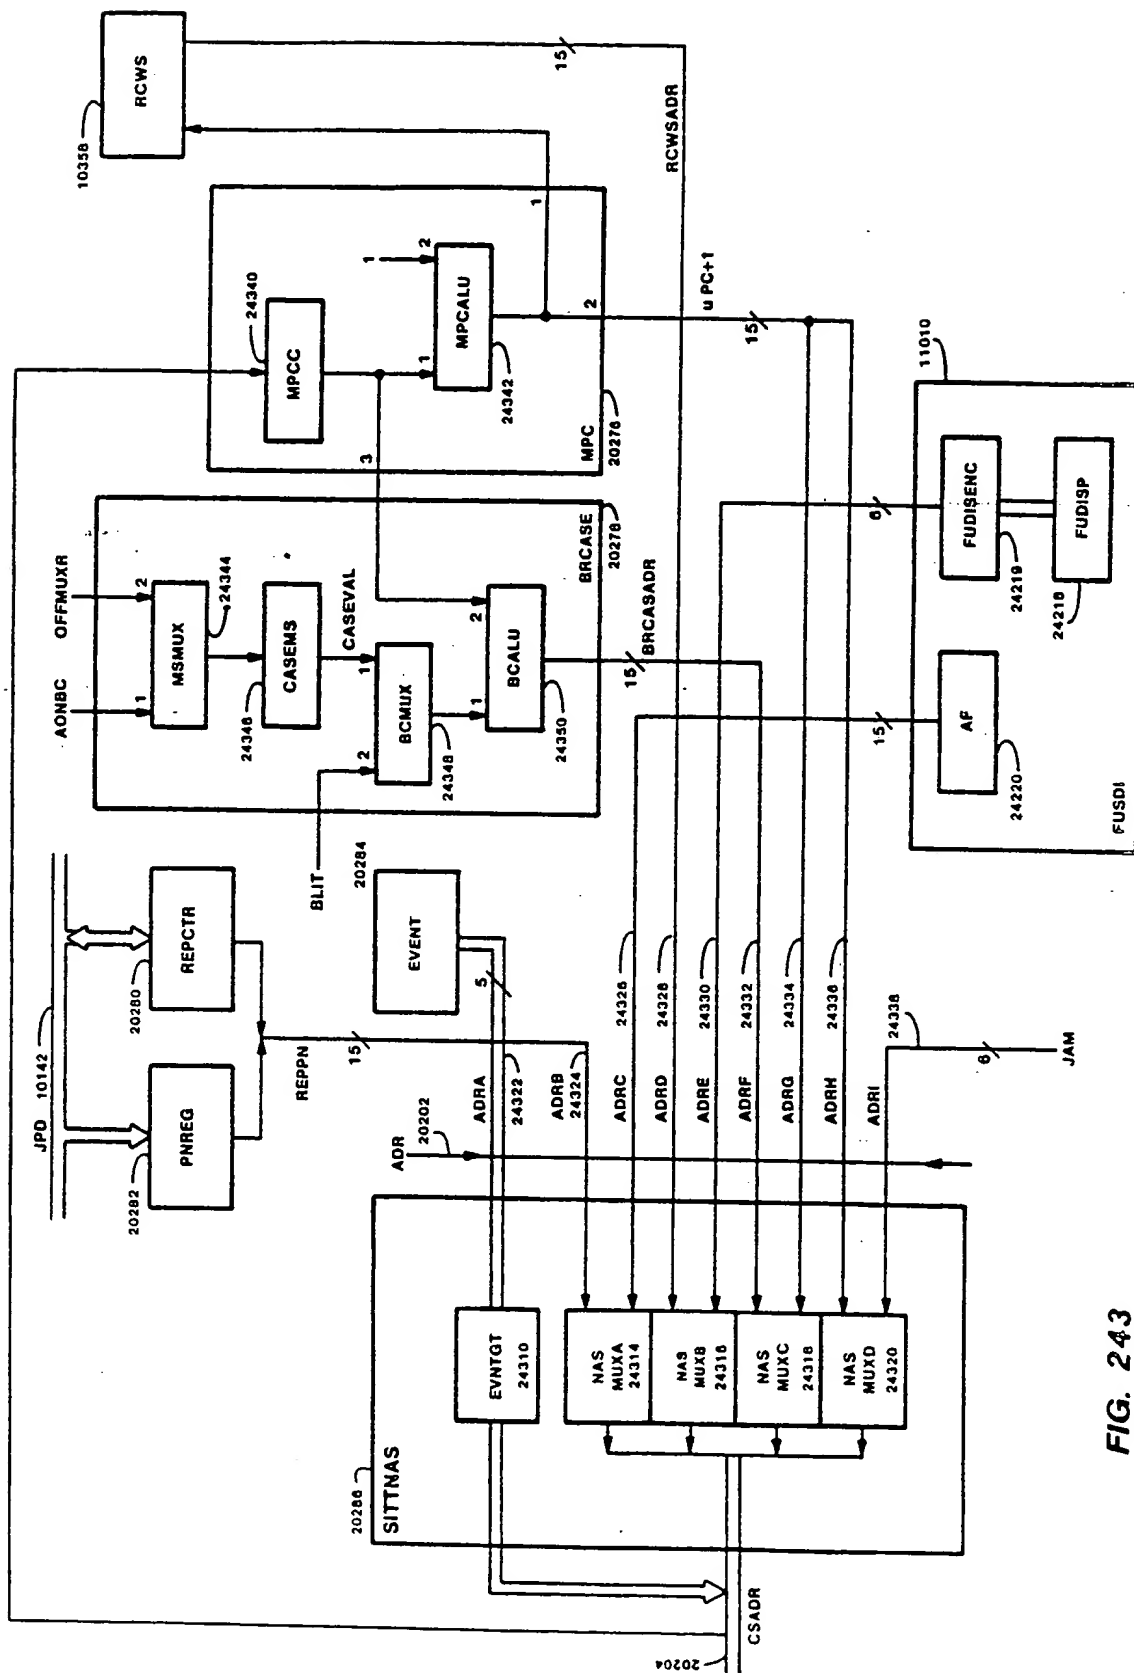 10358
RCWS
15
RCWSADR
24340
MPCC
1
2
1
MPCALU
24342
1
2
3
MPC
20276
15
u PC+1
AONBC
OFFMUXR
1
2
MSMUX
24344
CASEMS
24346
CASEVAL
1
2
BCMUX
24348
1
2
BCALU
24350
BRCASE
20278
15
BRCASADR
BLIT
11010
6
FUDISENC
24219
FUDISP
24218
15
AF
24220
FUSDI
JPD
10142
20280
REPCTR
20282
PNREG
REPPN
15
20284
EVENT
5
ADR
20202
ADRA
24322
ADRB
24324
ADRC
24326
ADRD
24328
ADRE
24330
ADRF
24332
ADRG
24334
ADRH
24336
ADRI
24338
6
JAM
20286
SITTNAS
EVNTGT
24310
NAS
MUXA
24314
NAS
MUXB
24316
NAS
MUXC
24318
NAS
MUXD
24320
CSADR
20204
FIG. 243